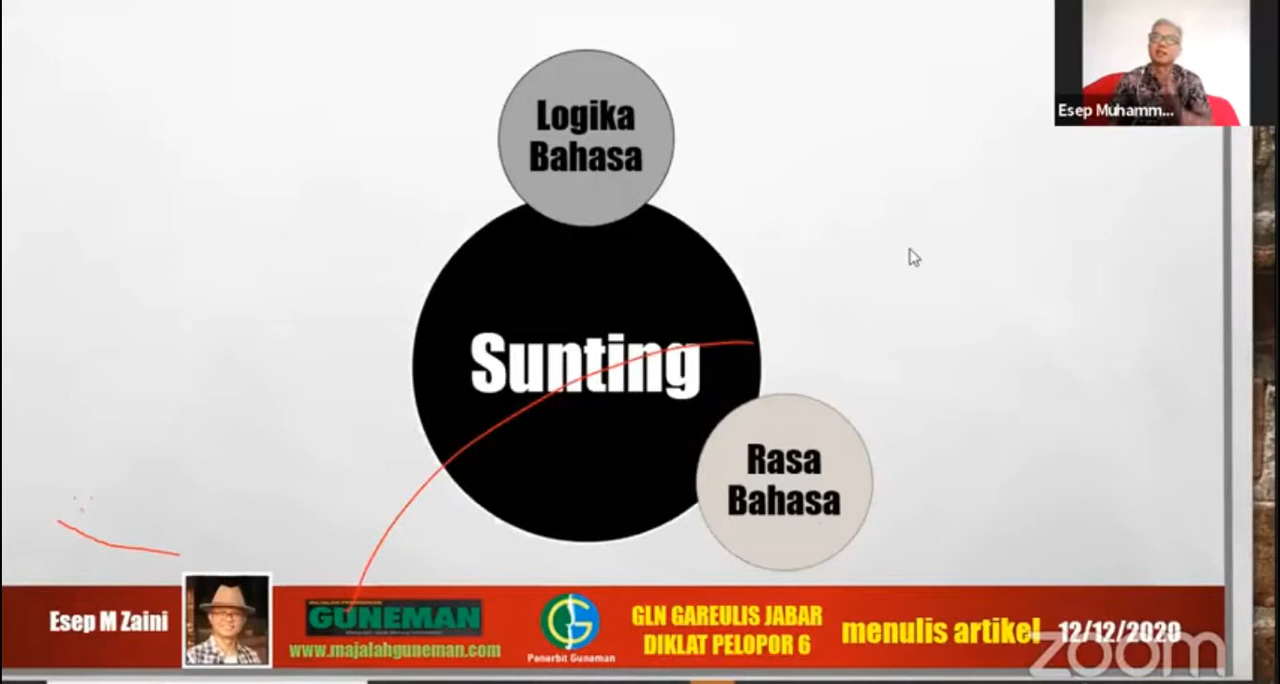 Logika
Bahasa
Esep Muhamm...
Sunting
Rasa
Bahasa
Esep M Zaini
GUNEMAN
www.majalahguneman.com
Penerbit Guneman
GLN GAREULIS JABAR
DIKLAT PELOPOR 6
menulis artikel
12/12/2020
zoom